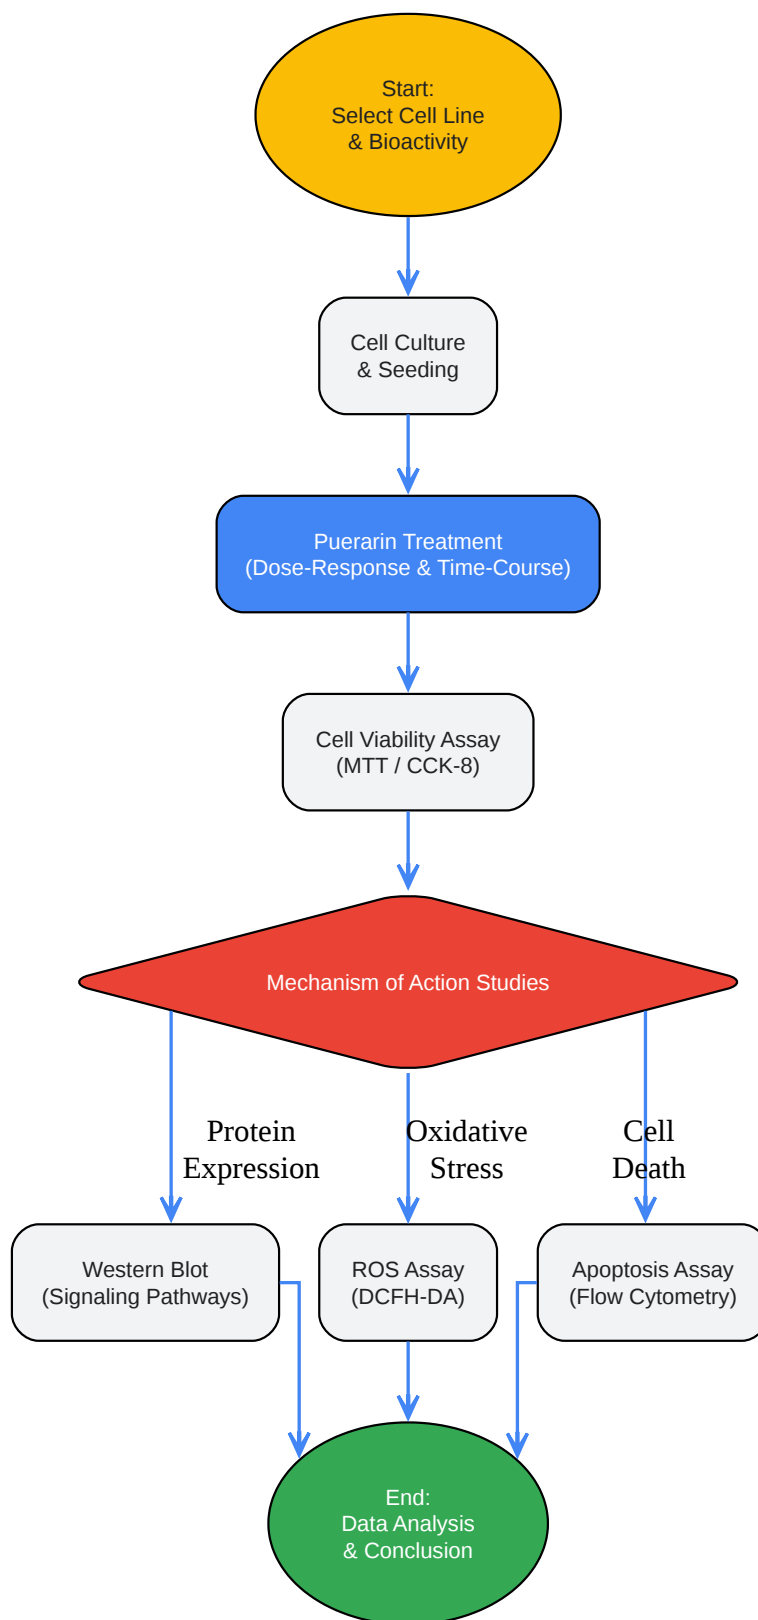 Start:
Select Cell Line
& Bioactivity
Cell Culture
& Seeding
Puerarin Treatment
(Dose-Response & Time-Course)
Cell Viability Assay
(MTT / CCK-8)
Mechanism of Action Studies
Protein
Expression
Oxidative
Stress
Cell
Death
Western Blot
(Signaling Pathways)
ROS Assay
(DCFH-DA)
Apoptosis Assay
(Flow Cytometry)
End:
Data Analysis
& Conclusion